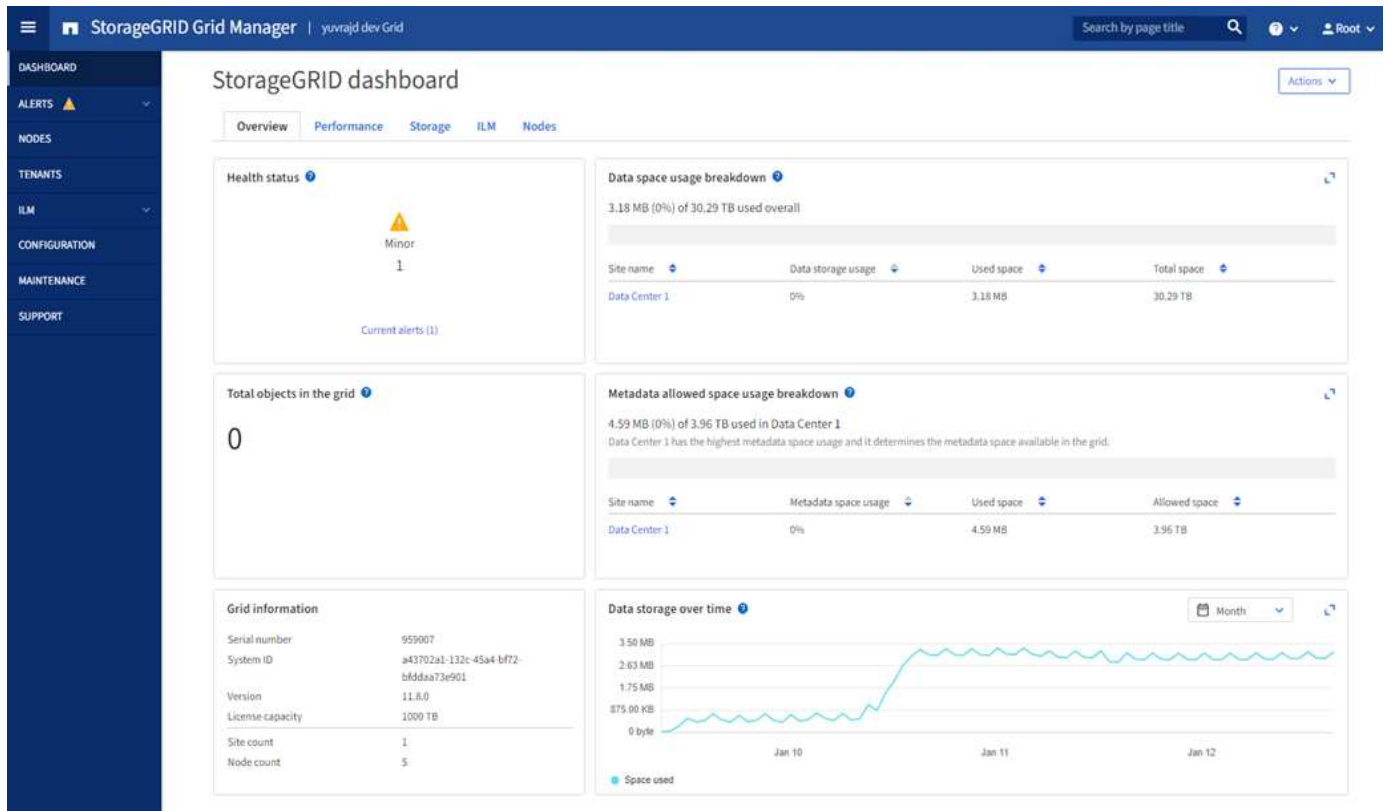 StorageGRID Grid Manager | yuvrajd dev Grid
Search by page title
Root
DASHBOARD
ALERTS
NODES
TENANTS
ILM
CONFIGURATION
MAINTENANCE
SUPPORT
StorageGRID dashboard
Actions
Overview Performance Storage ILM Nodes
Health status
Minor
1
Current alerts (1)
Data space usage breakdown
3.18 MB (0%) of 30.29 TB used overall
Site name Data storage usage Used space Total space
Data Center 1 0% 3.18 MB 30.29 TB
Total objects in the grid
0
Metadata allowed space usage breakdown
4.59 MB (0%) of 3.96 TB used in Data Center 1
Data Center 1 has the highest metadata space usage and it determines the metadata space available in the grid.
Site name Metadata space usage Used space Allowed space
Data Center 1 0% 4.59 MB 3.96 TB
Grid information
Serial number 959007
System ID a43702a1-132c-45a4-bf72-
bfddaa73e901
Version 11.8.0
License capacity 1000 TB
Site count 1
Node count 5
Data storage over time
Month
3.50 MB
2.63 MB
1.75 MB
875.00 KB
0 byte
Jan 10 Jan 11 Jan 12
Space used